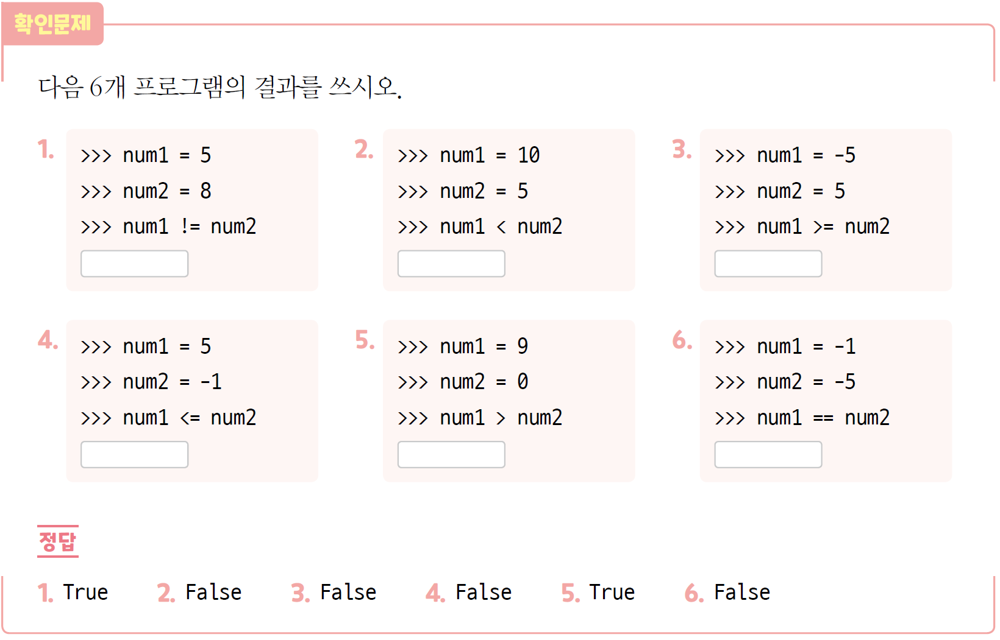 확인문제
다음 6개 프로그램의 결과를 쓰시오.
1.
>>> num1 = 5
>>> num2 = 8
>>> num1 != num2
2.
>>> num1 = 10
>>> num2 = 5
>>> num1 < num2
3.
>>> num1 = -5
>>> num2 = 5
>>> num1 >= num2
4.
>>> num1 = 5
>>> num2 = -1
>>> num1 <= num2
5.
>>> num1 = 9
>>> num2 = 0
>>> num1 > num2
6.
>>> num1 = -1
>>> num2 = -5
>>> num1 == num2
정답
1. True 2. False 3. False 4. False 5. True 6. False